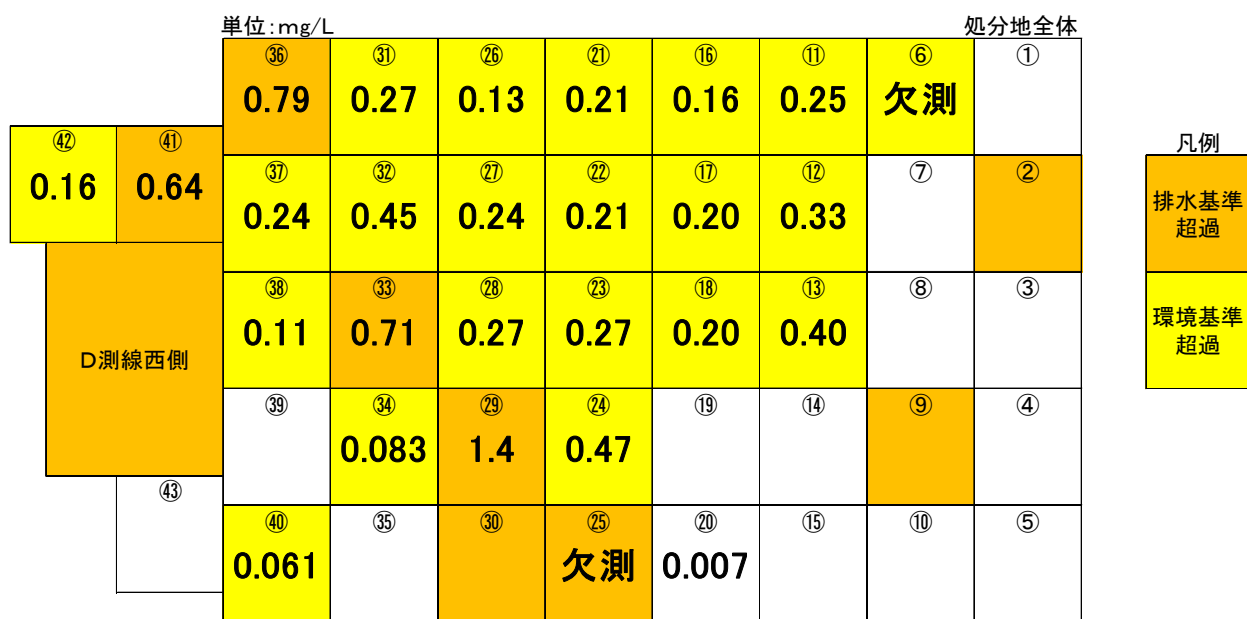 単位:mg/L 処分地全体
㊱ ㉛ ㉖ ㉑ ⑯ ⑪ ⑥ ①
0.79 0.27 0.13 0.21 0.16 0.25 欠測
㊷ ㊶
0.16 0.64
凡例
㊲ ㉜ ㉗ ㉒ ⑰ ⑫ ⑦ ②
0.24 0.45 0.24 0.21 0.20 0.33
排水基準
超過
㊳ ㉝ ㉘ ㉓ ⑱ ⑬ ⑧ ③
0.11 0.71 0.27 0.27 0.20 0.40
環境基準
超過
D測線西側
㊴ ㉞ ㉙ ㉔ ⑲ ⑭ ⑨ ④
0.083 1.4 0.47
㊸
㊵ ㉟ ㉚ ㉕ ⑳ ⑮ ⑩ ⑤
0.061 欠測 0.007